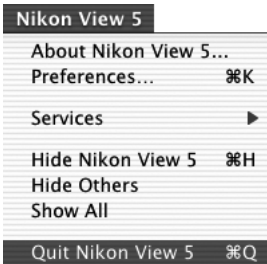 Nikon View 5
About Nikon View 5...
Preferences... ⌘K
Services ▶
Hide Nikon View 5 ⌘H
Hide Others
Show All
Quit Nikon View 5 ⌘Q